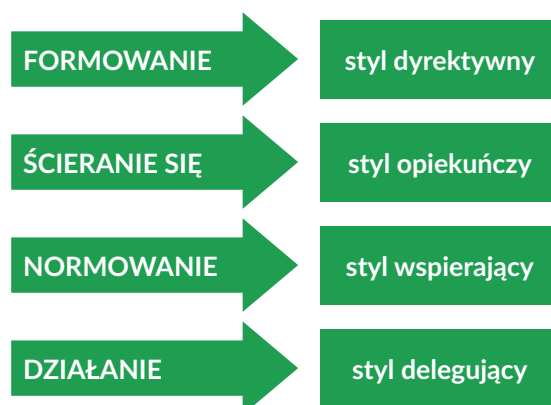 FORMOWANIE
styl dyrektywny
ŚCIERANIE SIĘ
styl opiekuńczy
NORMOWANIE
styl wspierający
DZIAŁANIE
styl delegujący